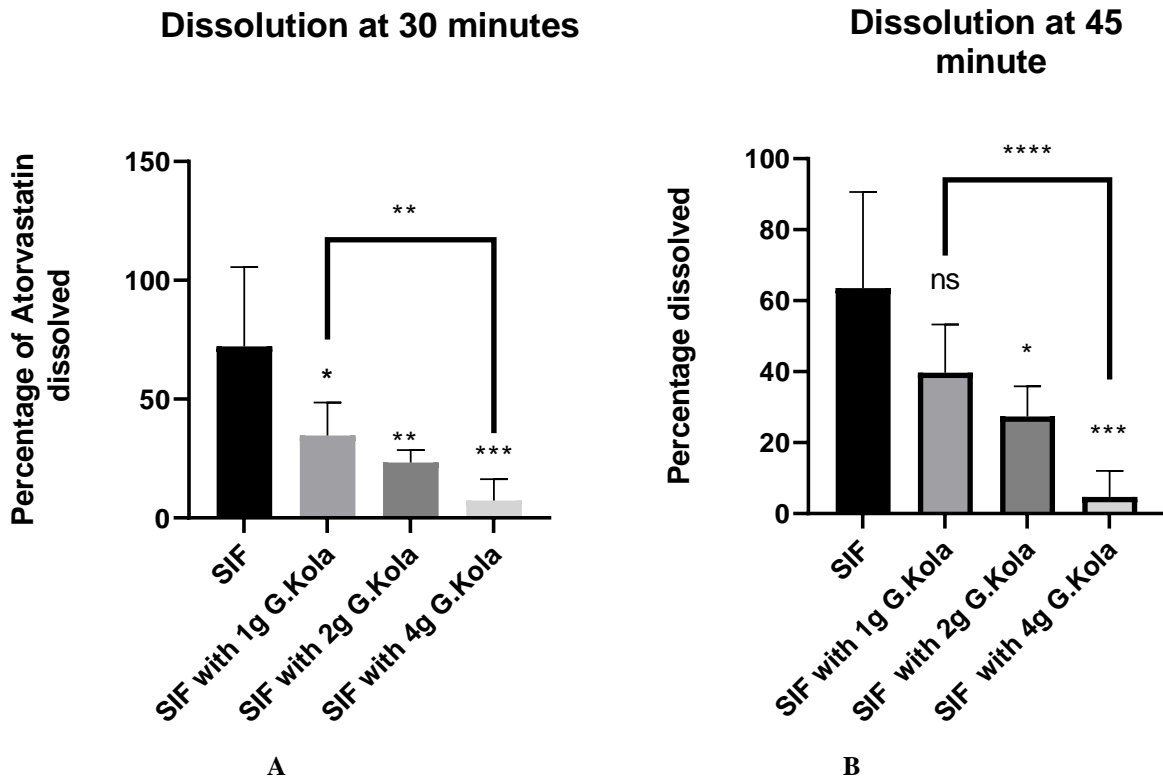 Dissolution at 30 minutes
Percentage of Atorvastatin
dissolved
150
100
50
0
**
*
**
***
SIF
SIF with 1g G.Kola
SIF with 2g G.Kola
SIF with 4g G.Kola
A
Dissolution at 45
minute
Percentage dissolved
100
80
60
40
20
0
****
ns
*
***
SIF
SIF with 1g G.Kola
SIF with 2g G.Kola
SIF with 4g G.Kola
B